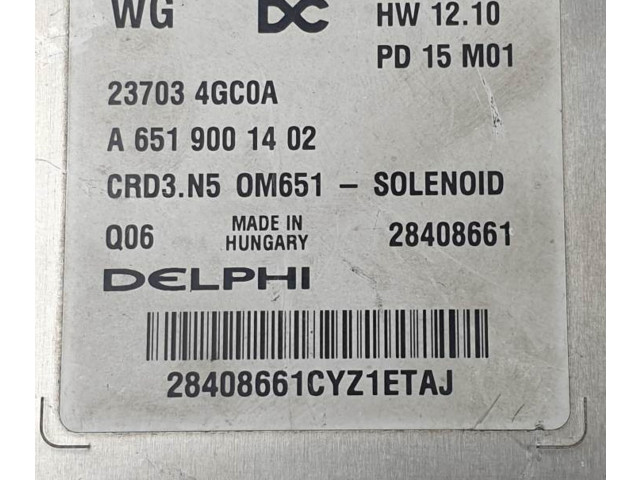 WG DC HW 12.10
PD 15 M01
23703 4GC0A
A 651 900 14 02
CRD3.N5 OM651 – SOLENOID
Q06 MADE IN HUNGARY 28408661
DELPHI
28408661CYZ1ETAJ